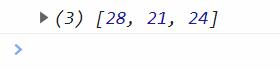 ▶(3) [28, 21, 24]
>